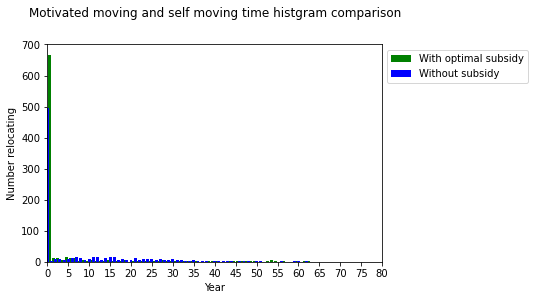 Motivated moving and self moving time histgram comparison
700
600
500
400
300
200
100
0
Number relocating
0 5 10 15 20 25 30 35 40 45 50 55 60 65 70 75 80
Year
With optimal subsidy
Without subsidy